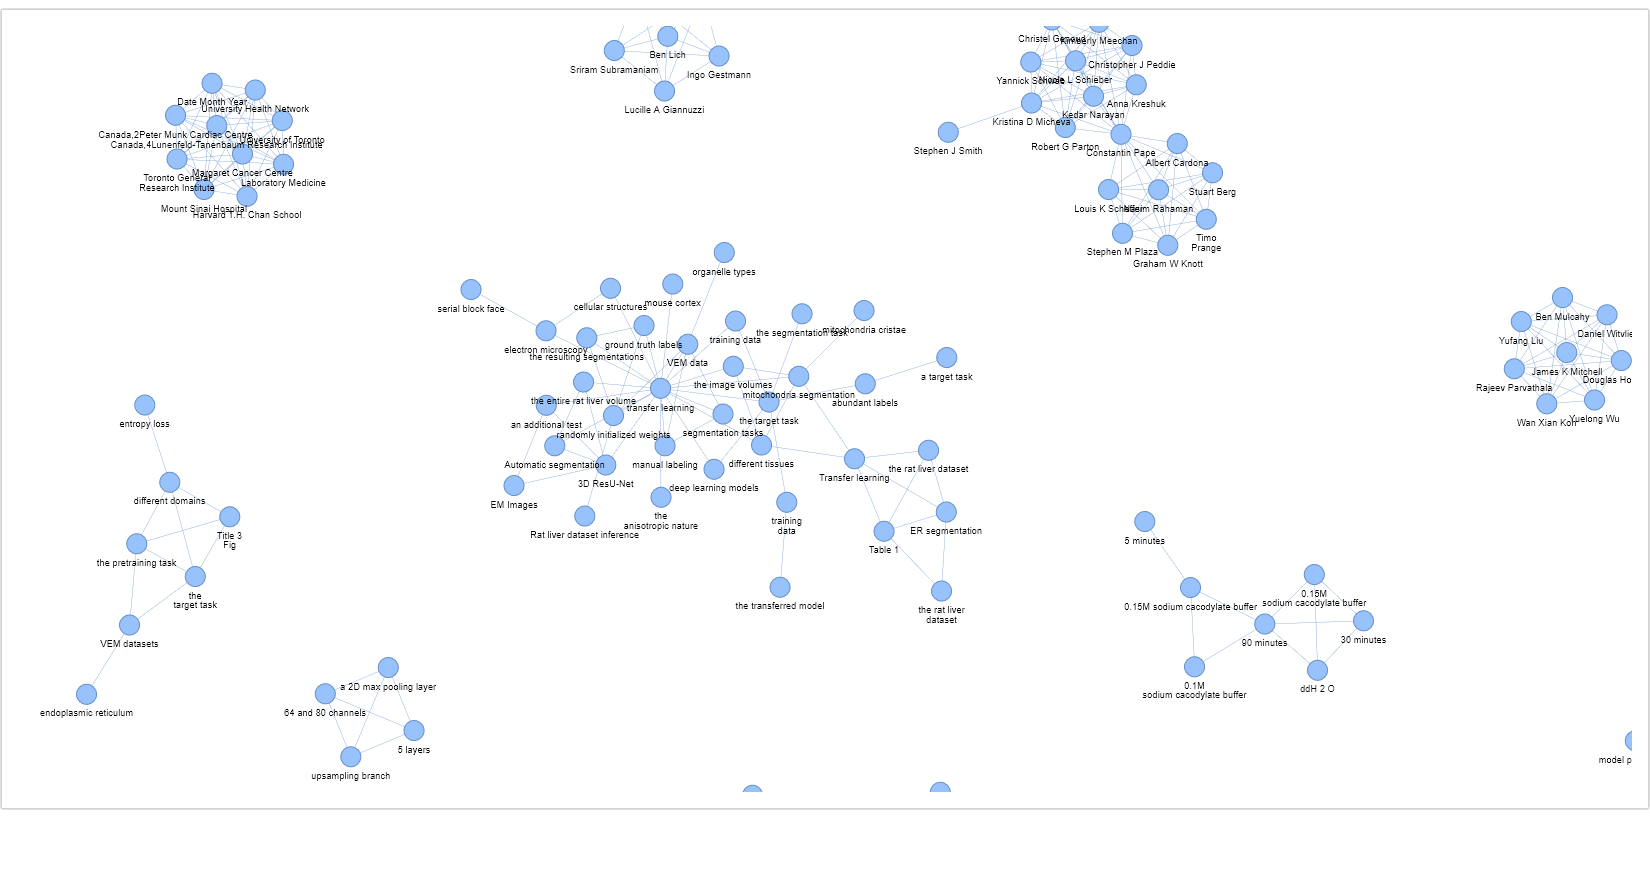 Ben Lich
Sriram Subramaniam
Ingo Gestmann
Lucille A Giannuzzi
Christel Genoud
Kimberly Meechan
Christopher J Peddie
Yannick Schwab
Nicole L Schieber
Anna Kreshuk
Kedar Narayan
Kristina D Micheva
Robert G Parton
Stephen J Smith
Constantin Pape
Albert Cardona
Stuart Berg
Louis K Scheffer
Nasim Rahaman
Timo
Prange
Stephen M Plaza
Graham W Knott
Date Month Year
University Health Network
Canada,2Peter Munk Cardiac Centre
University of Toronto
Canada,4Lunenfeld-Tanenbaum Research Institute
Margaret Cancer Centre
Toronto General
Research Institute
Laboratory Medicine
Mount Sinai Hospital
Harvard T.H. Chan School
organelle types
serial block face
cellular structures
mouse cortex
the segmentation task
mitochondria cristae
ground truth labels
training data
electron microscopy
the resulting segmentations
VEM data
the image volumes
a target task
mitochondria segmentation
abundant labels
the entire rat liver volume
transfer learning
an additional test
the target task
randomly initialized weights
segmentation tasks
Automatic segmentation
manual labeling
different tissues
the rat liver dataset
Transfer learning
3D ResU-Net
deep learning models
EM Images
the
anisotropic nature
training
data
Rat liver dataset inference
ER segmentation
Table 1
the transferred model
the rat liver
dataset
Ben Mulcahy
Daniel Witvlie
Yufang Liu
James K Mitchell
Douglas Ho
Rajeev Parvathala
Wan Xian Koh
Yuelong Wu
entropy loss
different domains
Title 3
Fig
the pretraining task
the
target task
VEM datasets
endoplasmic reticulum
a 2D max pooling layer
64 and 80 channels
5 layers
upsampling branch
5 minutes
0.15M sodium cacodylate buffer
0.15M
sodium cacodylate buffer
90 minutes
30 minutes
0.1M
sodium cacodylate buffer
ddH 2 O
model p